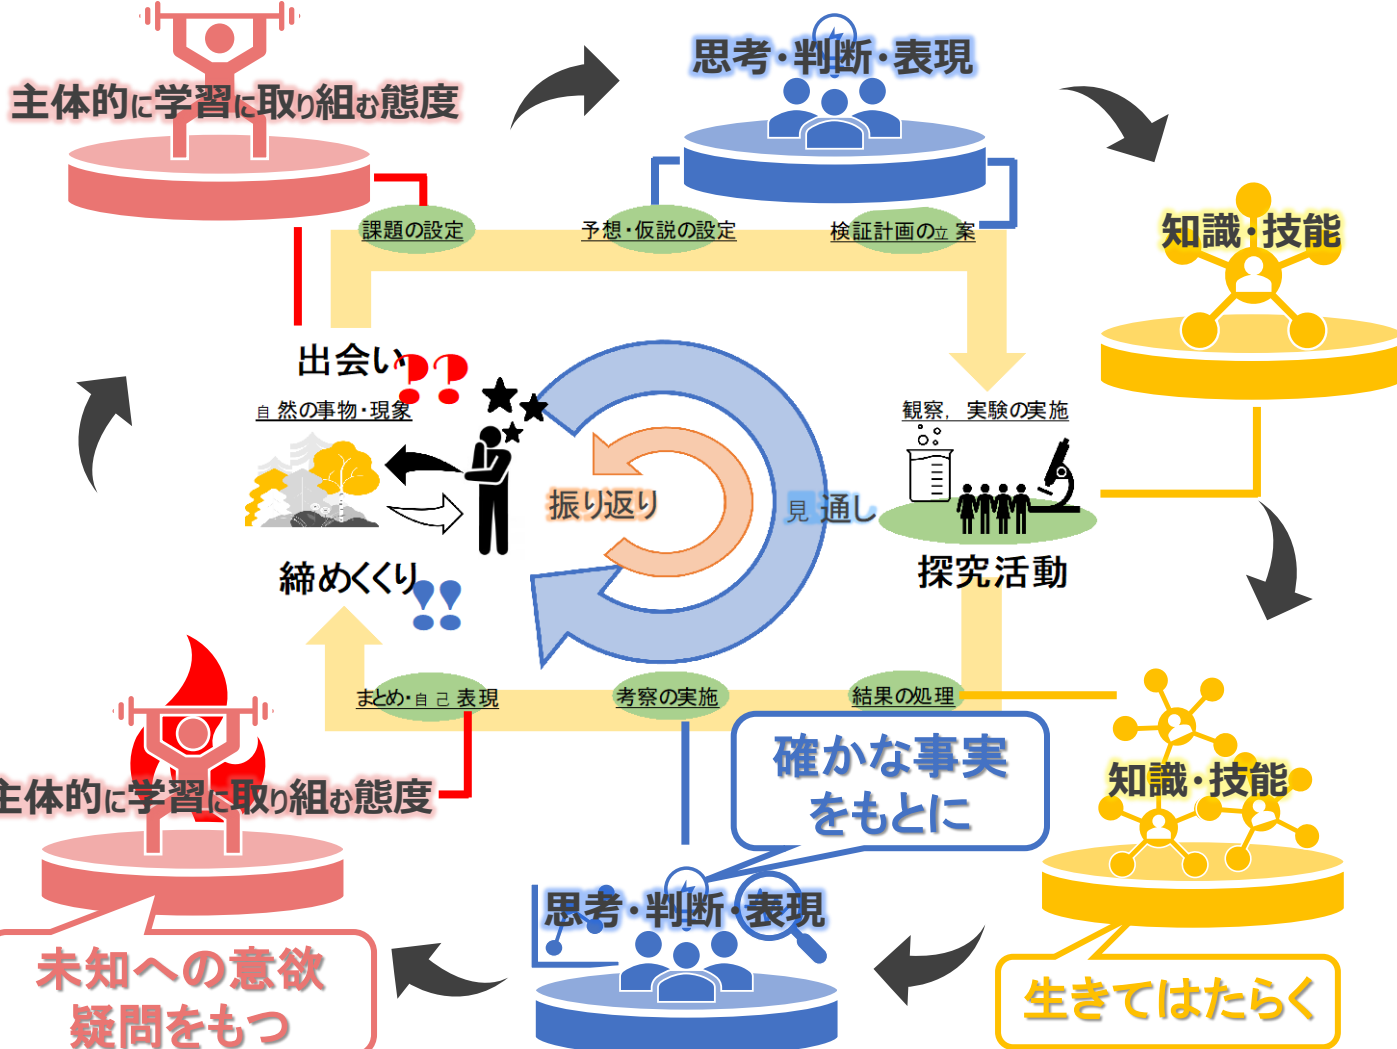 主体的に学習に取り組む態度
思考・判断・表現
知識・技能
課題の設定
予想・仮説の設定
検証計画の立案
出会い
??
自然の事物・現象
観察，実験の実施
振り返り
見通し
探究活動
締めくくり
!!
まとめ・自己表現
考察の実施
結果の処理
確かな事実
をもとに
知識・技能
主体的に学習に取り組む態度
思考・判断・表現
未知への意欲
疑問をもつ
生きてはたらく